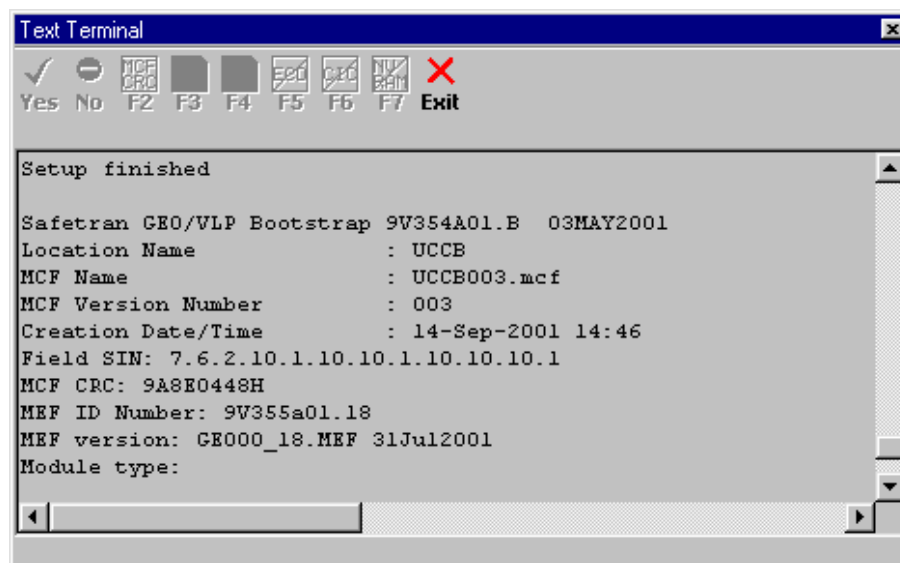 Text Terminal
MCF CRC ECD CIC NV RAM
Yes No F2 F3 F4 F5 F6 F7 Exit
Setup finished
Safetran GEO/VLP Bootstrap 9V354A01.B 03MAY2001
Location Name : UCCB
MCF Name : UCCB003.mcf
MCF Version Number : 003
Creation Date/Time : 14-Sep-2001 14:46
Field SIN: 7.6.2.10.1.10.10.1.10.10.10.1
MCF CRC: 9A8E0448H
MEF ID Number: 9V355a01.18
MEF version: GEO00_18.MEF 31Jul2001
Module type: